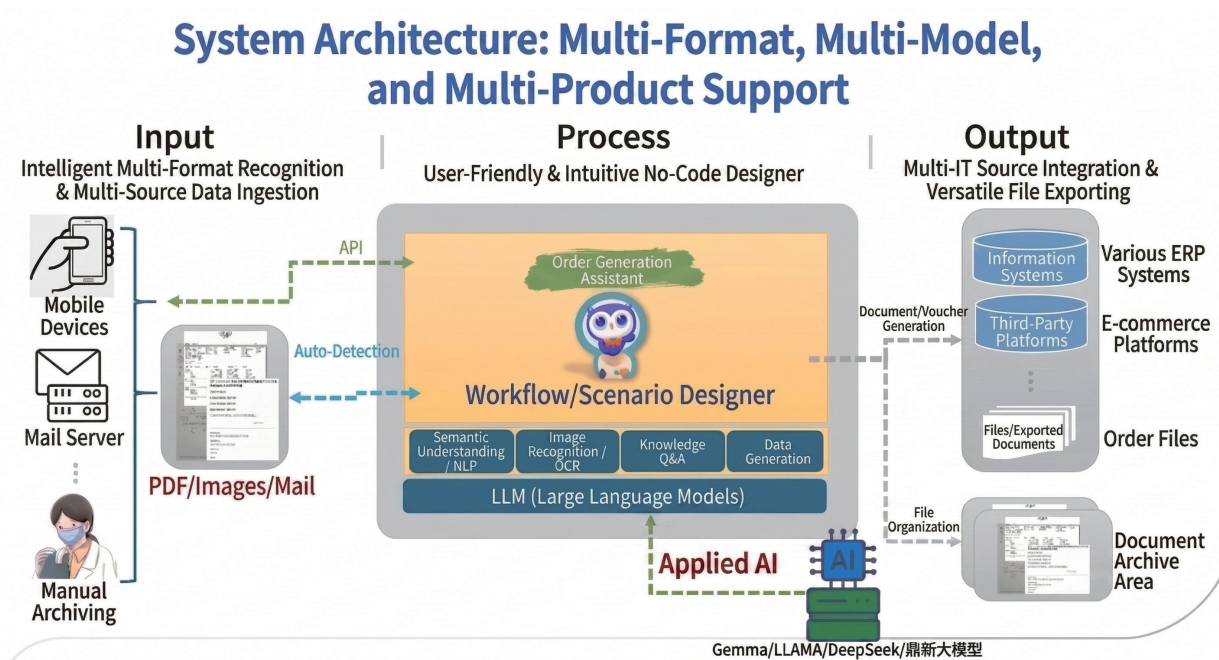 System Architecture: Multi-Format, Multi-Model,
and Multi-Product Support
Input
Intelligent Multi-Format Recognition
& Multi-Source Data Ingestion
Mobile
Devices
Mail Server
Manual
Archiving
PDF/Images/Mail
API
Auto-Detection
Process
User-Friendly & Intuitive No-Code Designer
Order Generation
Assistant
Workflow/Scenario Designer
Semantic
Understanding
/ NLP
Image
Recognition /
OCR
Knowledge
Q&A
Data
Generation
LLM (Large Language Models)
Applied AI
AI
Gemma/LLAMA/DeepSeek/鼎新大模型
Output
Multi-IT Source Integration &
Versatile File Exporting
Document/Voucher
Generation
Information
Systems
Various ERP
Systems
Third-Party
Platforms
E-commerce
Platforms
Files/Exported
Documents
Order Files
File
Organization
Document
Archive
Area